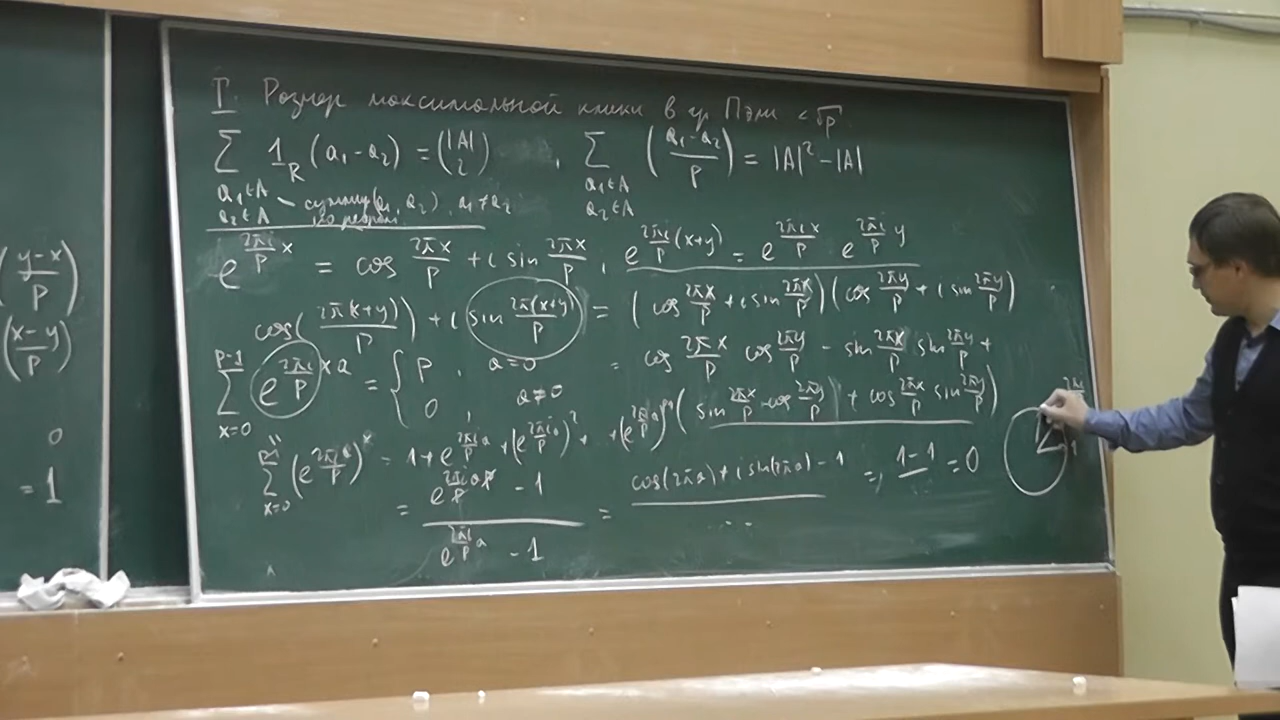 (y-x / p)
(x-y / p)
0
= 1
T. Размер максимальной клики в гр. Пэли < √p
∑_{a₁∈A, a₂∈A} 1_R (a₁ - a₂) = (|A| 2), ∑_{a₁∈A, a₂∈A} (a₁-a₂ / p) = |A|² - |A|
(a₁, a₂), a₁ ≠ a₂
e^{2πi/p x} = cos 2πx/p + i sin 2πx/p, e^{2πi/p (x+y)} = e^{2πi/p x} e^{2πi/p y}
cos(2π(x+y)/p) + i sin 2π(x+y)/p = (cos 2πx/p + i sin 2πx/p)(cos 2πy/p + i sin 2πy/p)
= cos 2πx/p cos 2πy/p - sin 2πx/p sin 2πy/p +
∑_{x=0}^{p-1} e^{2πi/p x a} = { p, a=0
0, a≠0
(sin 2πx/p cos 2πy/p + cos 2πx/p sin 2πy/p)
∑_{x=0}^{p-1} (e^{2πi/p a})^x = 1 + e^{2πi/p a} + (e^{2πi/p a})² + .. + (e^{2πi/p a})^{p-1}
= e^{2πi/p a p} - 1 / e^{2πi/p a} - 1 = cos(2πa) + i sin(2πa) - 1 / ... = 1-1 / = 0